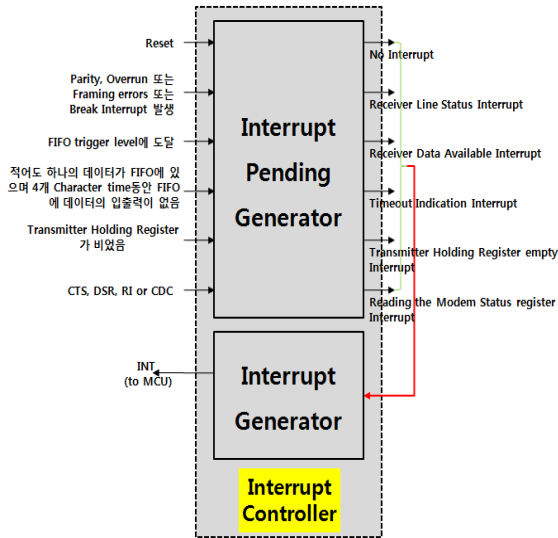 Reset
Parity, Overrun 또는
Framing errors 또는
Break Interrupt 발생
FIFO trigger level에 도달
적어도 하나의 데이터가 FIFO에 있
으며 4개 Character time동안 FIFO
에 데이터의 입출력이 없음
Transmitter Holding Register
가 비었음
CTS, DSR, RI or CDC
Interrupt
Pending
Generator
No Interrupt
Receiver Line Status Interrupt
Receiver Data Available Interrupt
Timeout Indication Interrupt
Transmitter Holding Register empty
Interrupt
Reading the Modem Status register
Interrupt
INT
(to MCU)
Interrupt
Generator
Interrupt
Controller